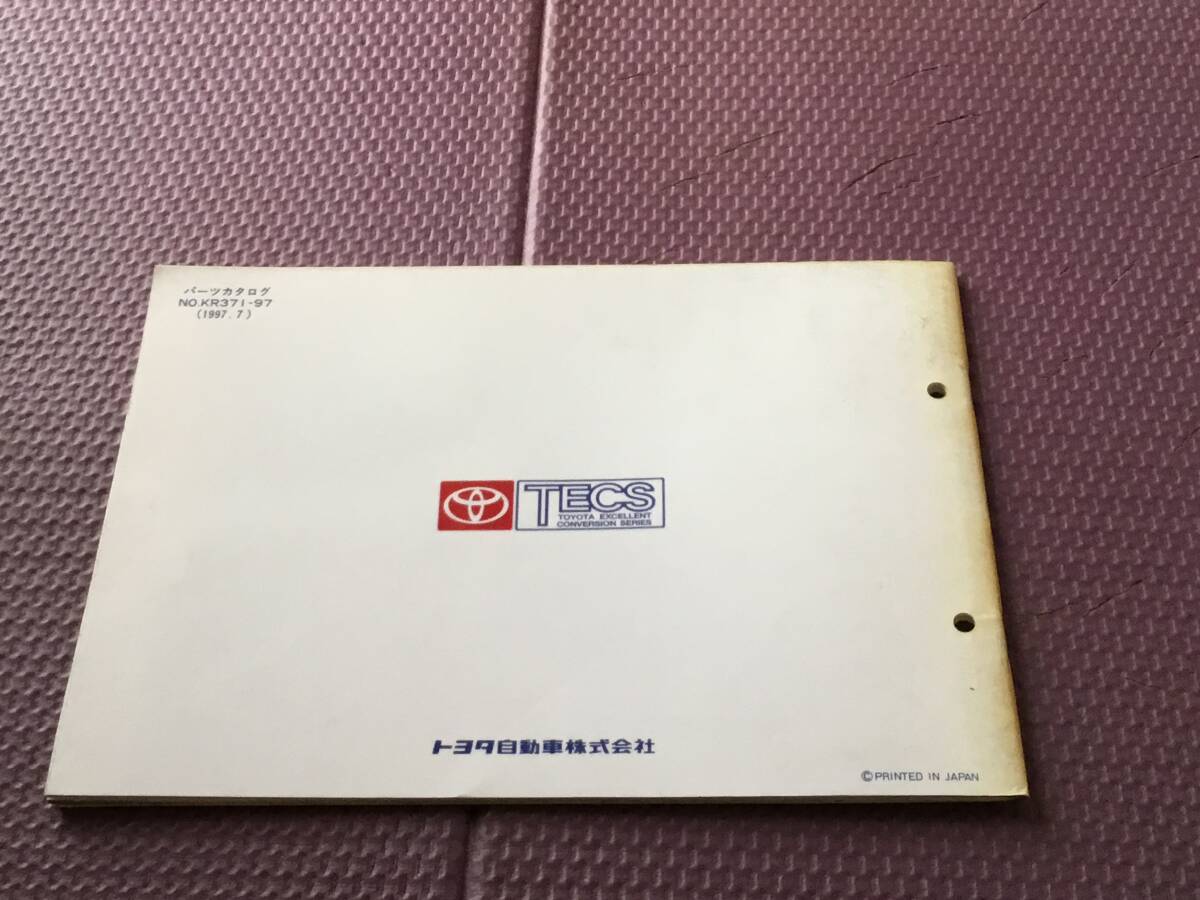 パーツカタログ
NO.KR371-97
(1997. 7)
TECS
TOYOTA EXCELLENT
CONVERSION SERIES
トヨタ自動車株式会社
©PRINTED IN JAPAN